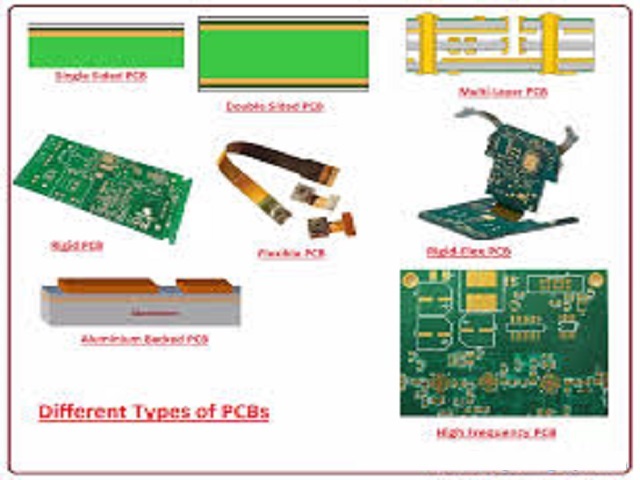 Single Sided PCB
Double Sided PCB
Multi-Layer PCB
Rigid PCB
Flexible PCB
Rigid-Flex PCB
Aluminium Backed PCB
Different Types of PCBs
High Frequency PCB